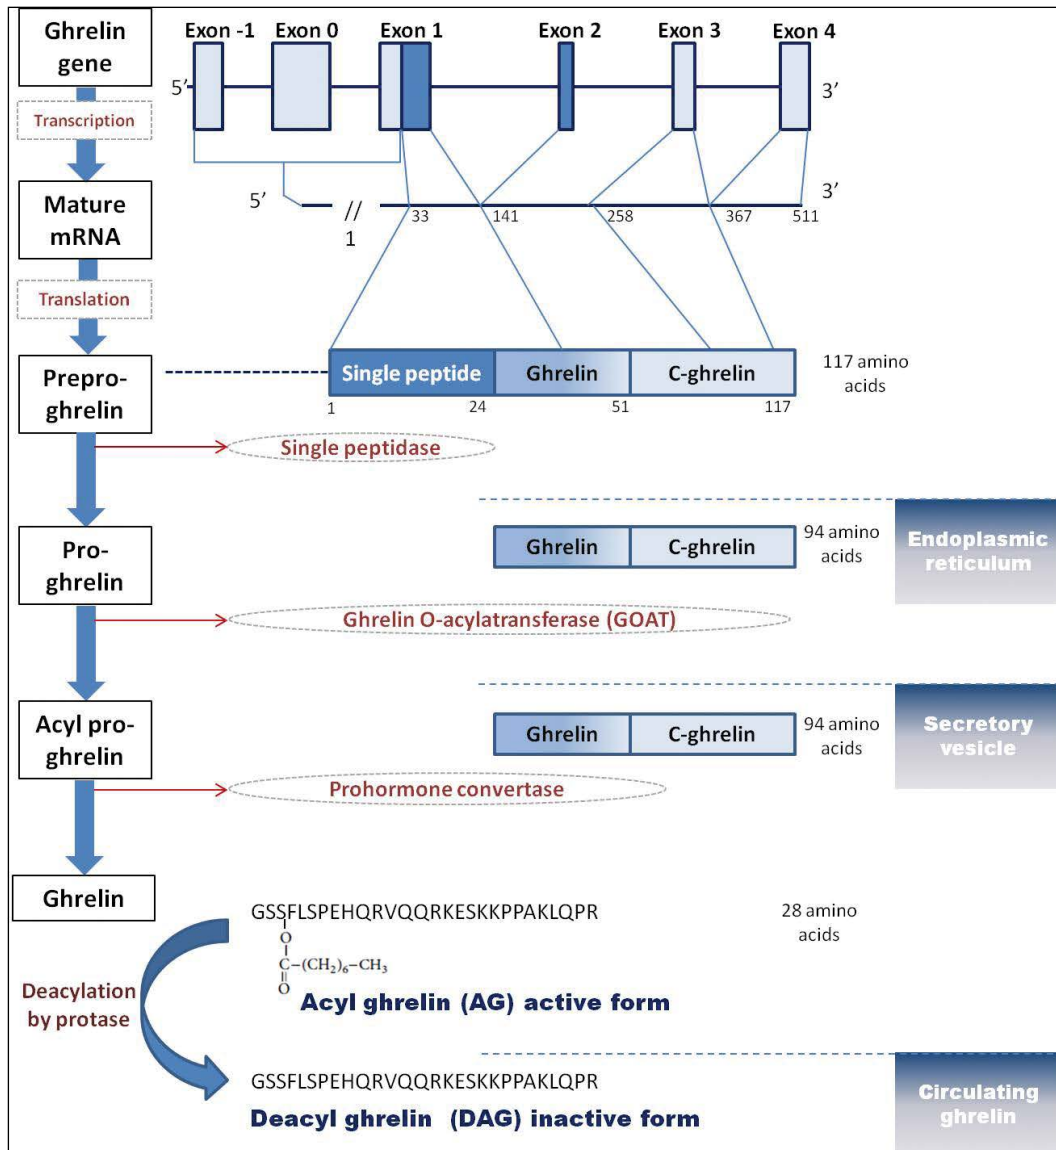 Ghrelin
gene
Exon -1
Exon 0
Exon 1
Exon 2
Exon 3
Exon 4
5’
3’
Transcription
Mature
mRNA
5’
//
1
33
141
258
367
511
3’
Translation
Prepro-
ghrelin
Single peptide
Ghrelin
C-ghrelin
117 amino
acids
1
24
51
117
Single peptidase
Pro-
ghrelin
Ghrelin
C-ghrelin
94 amino
acids
Endoplasmic
reticulum
Ghrelin O-acylatransferase (GOAT)
Acyl pro-
ghrelin
Ghrelin
C-ghrelin
94 amino
acids
Secretory
vesicle
Prohormone convertase
Ghrelin
GSSFLSPEHQRVQQRKESKKPPAKLQPR
28 amino
acids
O
C–(CH₂)₆–CH₃
O
Acyl ghrelin (AG) active form
Deacylation
by protase
GSSFLSPEHQRVQQRKESKKPPAKLQPR
Deacyl ghrelin (DAG) inactive form
Circulating
ghrelin